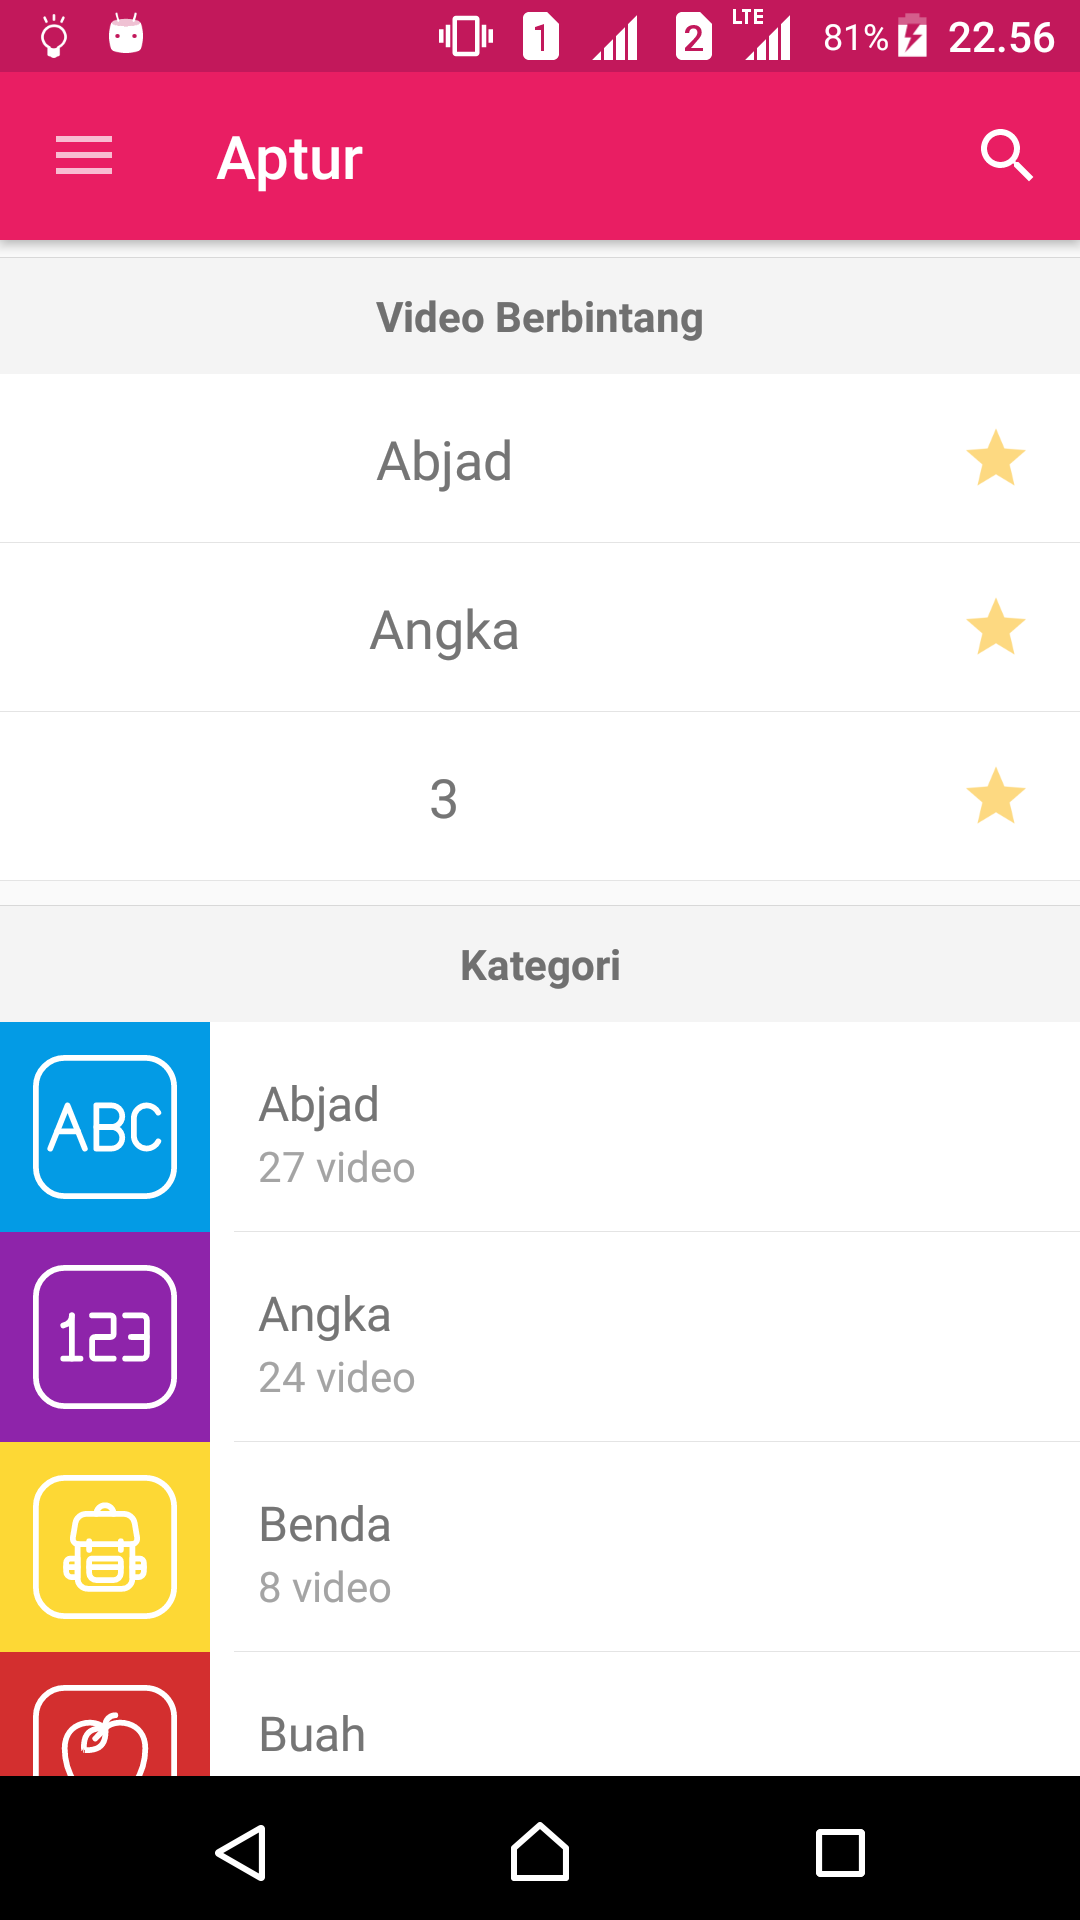 1 2 LTE 81% 22.56
Aptur
Video Berbintang
Abjad
Angka
3
Kategori
ABC
Abjad
27 video
123
Angka
24 video
Benda
8 video
Buah